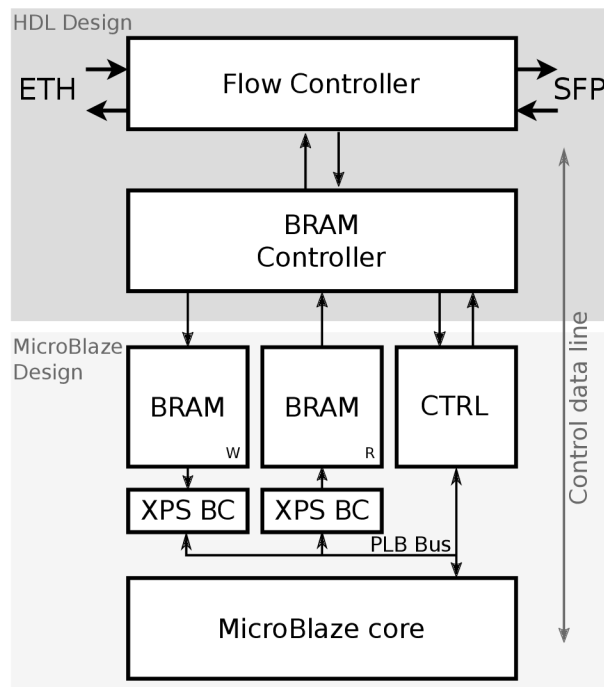 HDL Design
ETH
Flow Controller
SFP
BRAM
Controller
MicroBlaze
Design
BRAM
W
BRAM
R
CTRL
XPS BC
XPS BC
PLB Bus
MicroBlaze core
Control data line